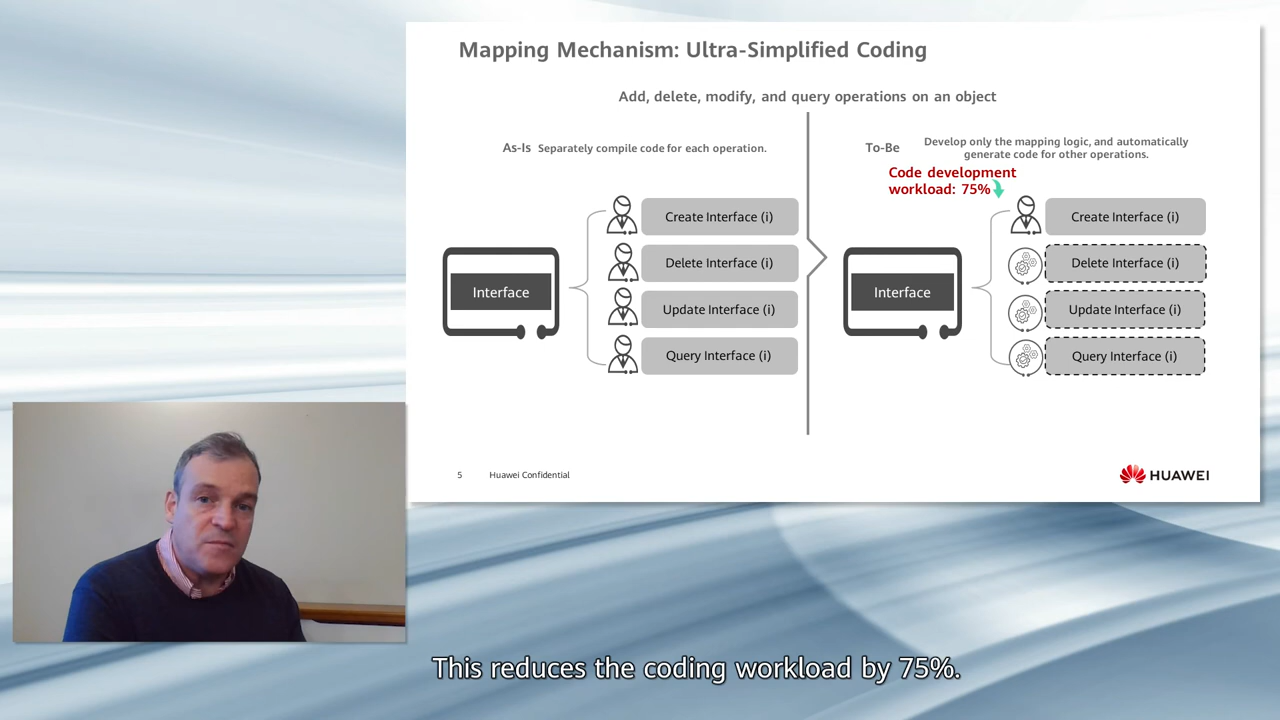 Mapping Mechanism: Ultra-Simplified Coding
Add, delete, modify, and query operations on an object
As-Is Separately compile code for each operation.
Interface
Create Interface (i)
Delete Interface (i)
Update Interface (i)
Query Interface (i)
To-Be
Develop only the mapping logic, and automatically
generate code for other operations.
Code development
workload: 75%
Interface
Create Interface (i)
Delete Interface (i)
Update Interface (i)
Query Interface (i)
5 Huawei Confidential
HUAWEI
This reduces the coding workload by 75%.